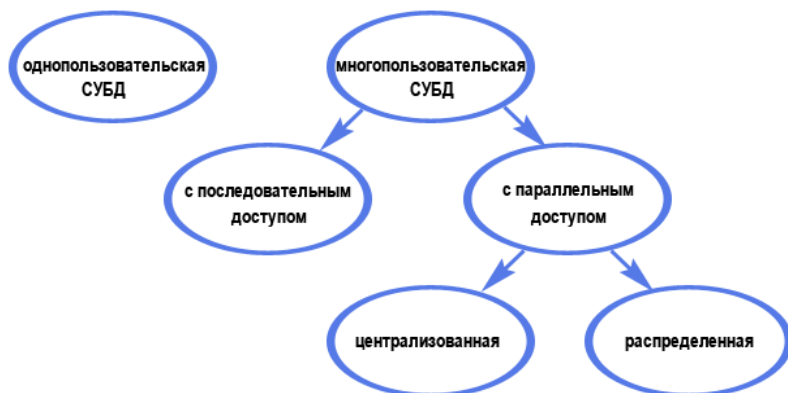 однопользовательская
СУБД
многопользовательская
СУБД
с последовательным
доступом
с параллельным
доступом
централизованная
распределенная